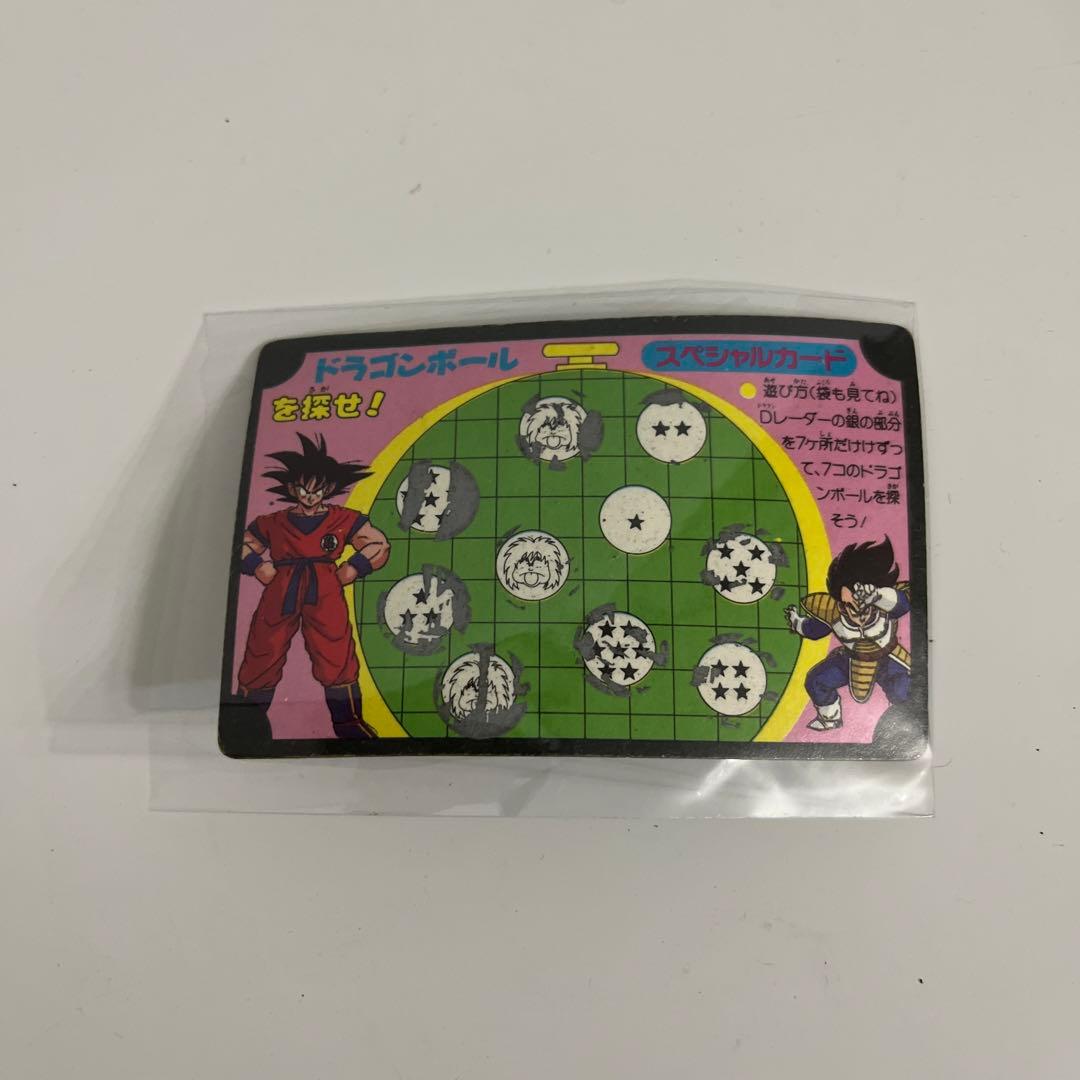 ドラゴンボール
を探せ!
スペシャルカード
遊び方(袋も見てね)
Dレーダーの銀の部分
を7ヶ所だけけずっ
て、7コのドラゴ
ンボールを探
そう!